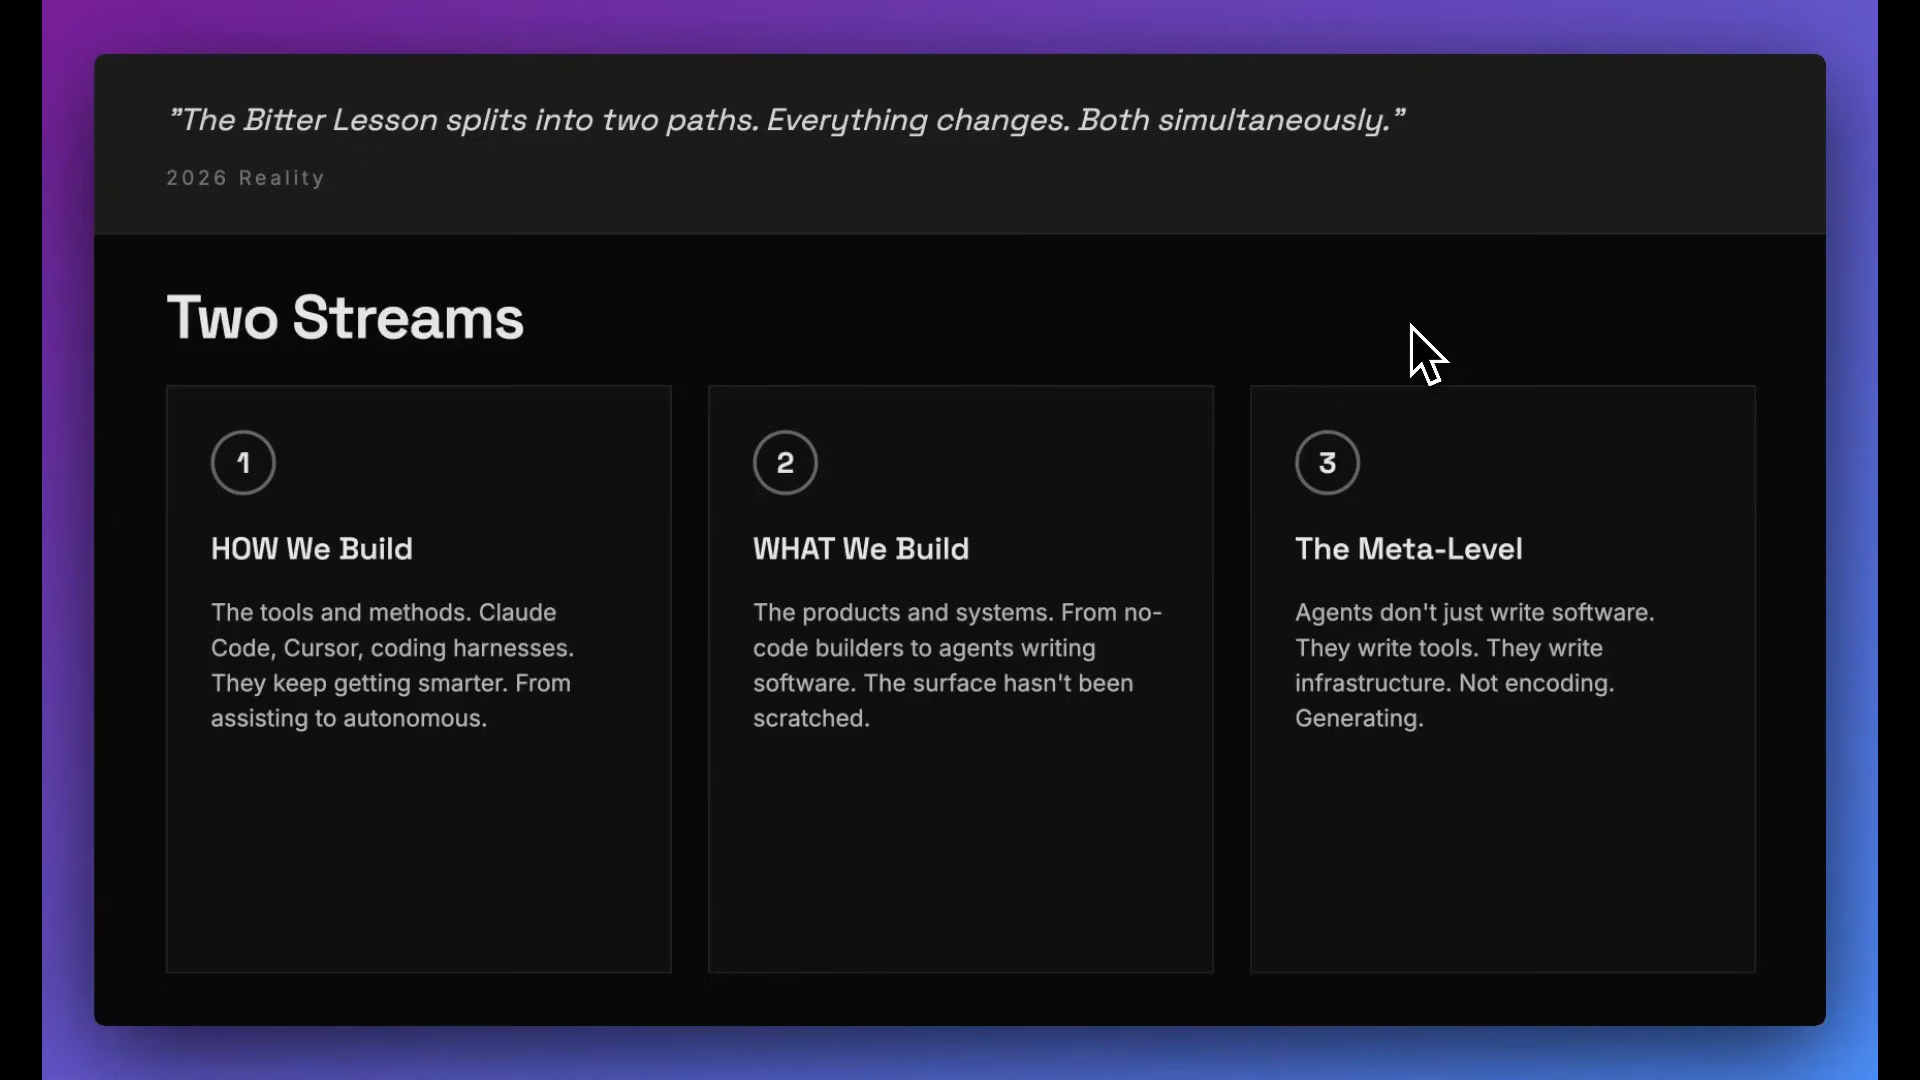 "The Bitter Lesson splits into two paths. Everything changes. Both simultaneously."
2026 Reality
Two Streams
1
HOW We Build
The tools and methods. Claude
Code, Cursor, coding harnesses.
They keep getting smarter. From
assisting to autonomous.
2
WHAT We Build
The products and systems. From no-
code builders to agents writing
software. The surface hasn't been
scratched.
3
The Meta-Level
Agents don't just write software.
They write tools. They write
infrastructure. Not encoding.
Generating.